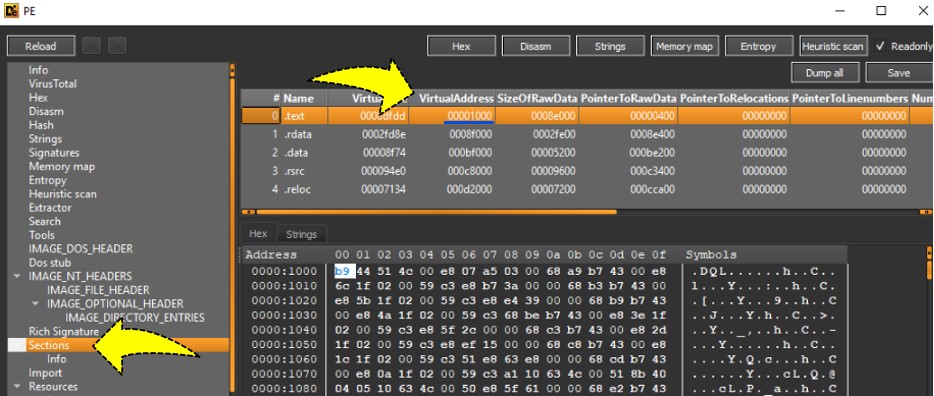 PE
Reload
Hex Disasm Strings Memory map Entropy Heuristic scan Readonly
Dump all Save
Info
VirusTotal
Hex
Disasm
Hash
Strings
Signatures
Memory map
Entropy
Heuristic scan
Extractor
Search
Tools
IMAGE_DOS_HEADER
Dos stub
IMAGE_NT_HEADERS
IMAGE_FILE_HEADER
IMAGE_OPTIONAL_HEADER
IMAGE_DIRECTORY_ENTRIES
Rich Signature
Sections
Info
Import
Resources
# Name VirtualAddress SizeOfRawData PointerToRawData PointerToRelocations PointerToLinenumbers
0 .text 00001000 0008e000 00000400 00000000 00000000
1 .rdata 0002fd8e 0008f000 0002fe00 0008e400 00000000 00000000
2 .data 00008f74 000bf000 00005200 000be200 00000000 00000000
3 .rsrc 000094e0 000c8000 00009600 000c3400 00000000 00000000
4 .reloc 00007134 000d2000 00007200 000cca00 00000000 00000000
Hex Strings
Address 00 01 02 03 04 05 06 07 08 09 0a 0b 0c 0d 0e 0f Symbols
0000:1000 b9 44 51 4c 00 e8 07 a5 03 00 68 a9 b7 43 00 e8 .DQL......h..C..
0000:1010 6c 1f 02 00 59 c3 e8 b7 3a 00 00 68 b3 b7 43 00 l...Y...:..h..C.
0000:1020 e8 5b 1f 02 00 59 c3 e8 e4 39 00 00 68 b9 b7 43 .[...Y...9..h..C
0000:1030 00 e8 4a 1f 02 00 59 c3 68 be b7 43 00 e8 3e 1f ..J...Y.h..C..>.
0000:1040 02 00 59 c3 e8 5f 2c 00 00 68 c3 b7 43 00 e8 2d ..Y.._,..h..C..-
0000:1050 1f 02 00 59 c3 e8 ef 15 00 00 68 c8 b7 43 00 e8 ...Y......h..C..
0000:1060 1c 1f 02 00 59 c3 51 e8 63 e8 00 00 68 cd b7 43 ....Y.Q.c...h..C
0000:1070 00 e8 0a 1f 02 00 59 c3 a1 10 63 4c 00 51 8b 40 ......Y...cL.Q.@
0000:1080 04 05 10 63 4c 00 50 e8 5f 61 00 00 68 e2 b7 43 ...cL.P._a..h..C